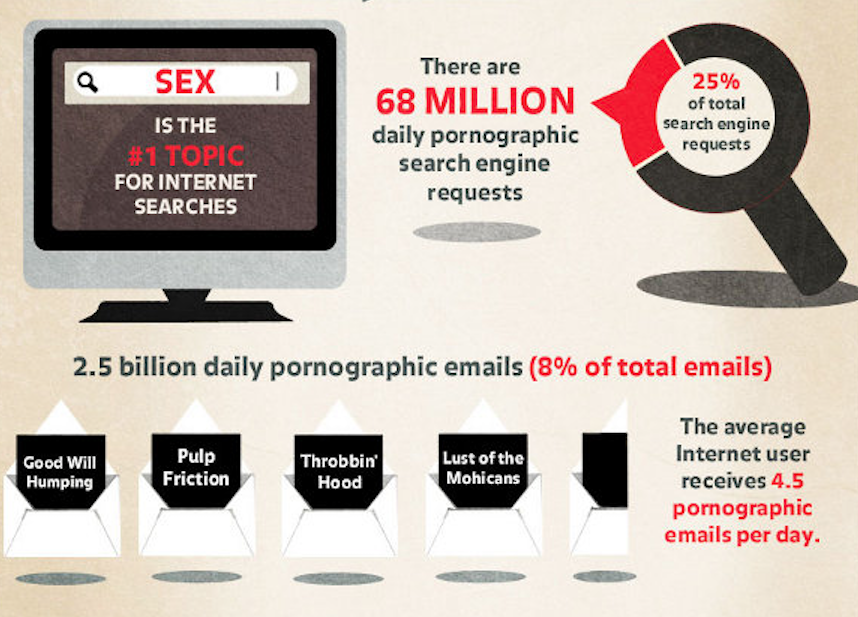 SEX
IS THE
#1 TOPIC
FOR INTERNET
SEARCHES
There are
68 MILLION
daily pornographic
search engine
requests
25%
of total
search engine
requests
2.5 billion daily pornographic emails (8% of total emails)
Good Will
Humping
Pulp
Friction
Throbbin'
Hood
Lust of the
Mohicans
The average
Internet user
receives 4.5
pornographic
emails per day.